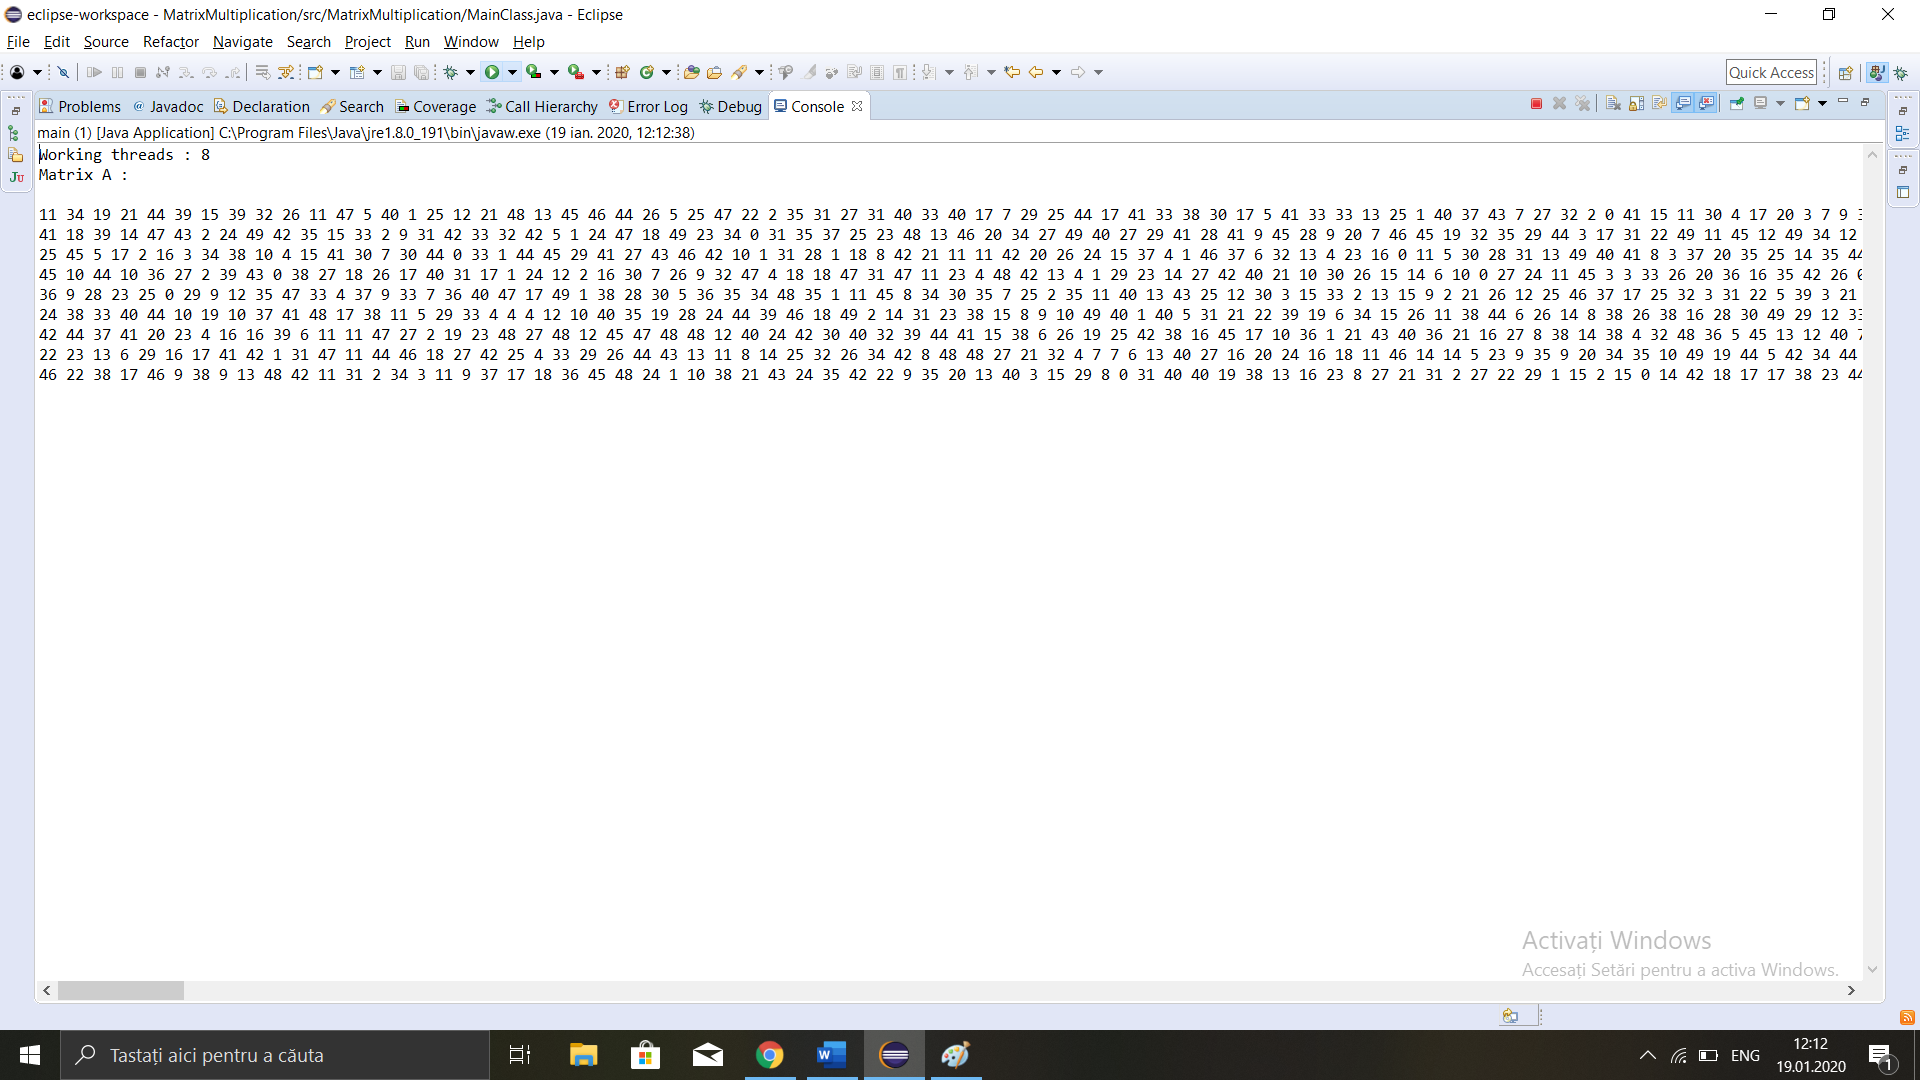 eclipse-workspace - MatrixMultiplication/src/MatrixMultiplication/MainClass.java - Eclipse
File Edit Source Refactor Navigate Search Project Run Window Help
Quick Access
Problems Javadoc Declaration Search Coverage Call Hierarchy Error Log Debug Console
main (1) [Java Application] C:\Program Files\Java\jre1.8.0_191\bin\javaw.exe (19 ian. 2020, 12:12:38)
Working threads : 8
Matrix A :
11 34 19 21 44 39 15 39 32 26 11 47 5 40 1 25 12 21 48 13 45 46 44 26 5 25 47 22 2 35 31 27 31 40 33 40 17 7 29 25 44 17 41 33 38 30 17 5 41 33 33 13 25 1 40 37 43 7 27 32 2 0 41 15 11 30 4 17 20 3 7 9
41 18 39 14 47 43 2 24 49 42 35 15 33 2 9 31 42 33 32 42 5 1 24 47 18 49 23 34 0 31 35 37 25 23 48 13 46 20 34 27 49 40 27 29 41 28 41 9 45 28 9 20 7 46 45 19 32 35 29 44 3 17 31 22 49 11 45 12 49 34 12
25 45 5 17 2 16 3 34 38 10 4 15 41 30 7 30 44 0 33 1 44 45 29 41 27 43 46 42 10 1 31 28 1 18 8 42 21 11 11 42 20 26 24 15 37 4 1 46 37 6 32 13 4 23 16 0 11 5 30 28 31 13 49 40 41 8 3 37 20 35 25 14 35 44
45 10 44 10 36 27 2 39 43 0 38 27 18 26 17 40 31 17 1 24 12 2 16 30 7 26 9 32 47 4 18 18 47 31 47 11 23 4 48 42 13 4 1 29 23 14 27 42 40 21 10 30 26 15 14 6 10 0 27 24 11 45 3 3 33 26 20 36 16 35 42 26
36 9 28 23 25 0 29 9 12 35 47 33 4 37 9 33 7 36 40 47 17 49 1 38 28 30 5 36 35 34 48 35 1 11 45 8 34 30 35 7 25 2 35 11 40 13 43 25 12 30 3 15 33 2 13 15 9 2 21 26 12 25 46 37 17 25 32 3 31 22 5 39 3 21
24 38 33 40 44 10 19 10 37 41 48 17 38 11 5 29 33 4 4 4 12 10 40 35 19 28 24 44 39 46 18 49 2 14 31 23 38 15 8 9 10 49 40 1 40 5 31 21 22 39 19 6 34 15 26 11 38 44 6 26 14 8 38 26 38 16 28 30 49 29 12 33
42 44 37 41 20 23 4 16 16 39 6 11 11 47 27 2 19 23 48 27 48 12 45 47 48 48 12 40 24 42 30 40 32 39 44 41 15 38 6 26 19 25 42 38 16 45 17 10 36 1 21 43 40 36 21 16 27 8 38 14 38 4 32 48 36 5 45 13 12 40 7
22 23 13 6 29 16 17 41 42 1 31 47 11 44 46 18 27 42 25 4 33 29 26 44 43 13 11 8 14 25 32 26 34 42 8 48 48 27 21 32 4 7 7 6 13 40 27 16 20 24 16 18 11 46 14 14 5 23 9 35 9 20 34 35 10 49 19 44 5 42 34 44
46 22 38 17 46 9 38 9 13 48 42 11 31 2 34 3 11 9 37 17 18 36 45 48 24 1 10 38 21 43 24 35 42 22 9 35 20 13 40 3 15 29 8 0 31 40 40 19 38 13 16 23 8 27 21 31 2 27 22 29 1 15 2 15 0 14 42 18 17 17 38 23 44
Activați Windows
Accesați Setări pentru a activa Windows.
Tastați aici pentru a căuta
ENG
12:12
19.01.2020
1